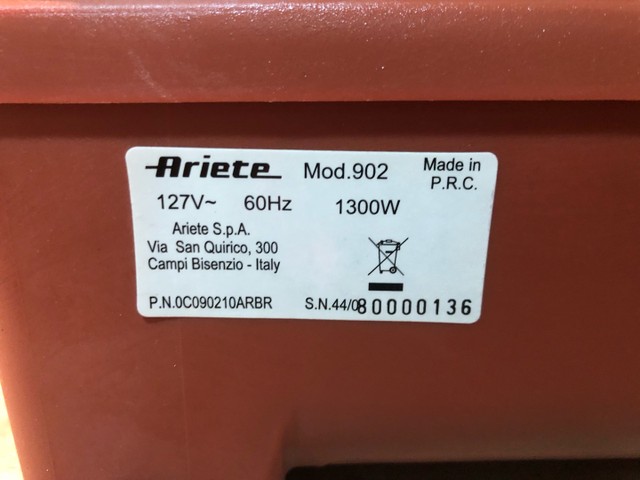 Ariete Mod.902 Made in P.R.C.
127V~ 60Hz 1300W
Ariete S.p.A.
Via San Quirico, 300
Campi Bisenzio - Italy
P.N.0C090210ARBR S.N.44/080000136